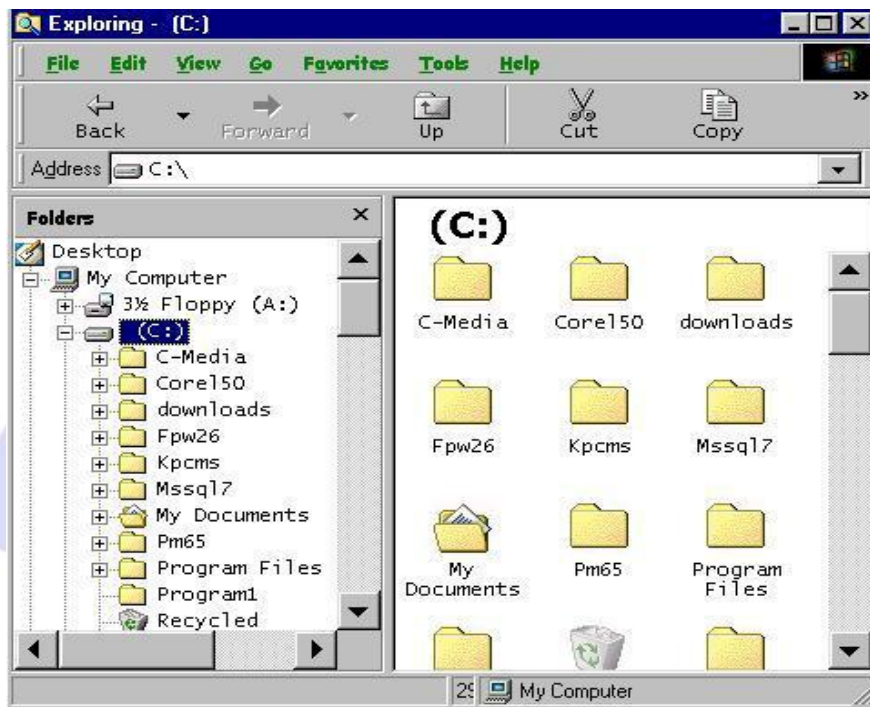 Exploring - (C:)
File Edit View Go Favorites Tools Help
Back Forward Up Cut Copy »
Address C:\
Folders
Desktop
My Computer
3½ Floppy (A:)
(C:)
C-Media
Corel50
downloads
Fpw26
Kpcms
Mssql7
My Documents
Pm65
Program Files
Program1
Recycled
(C:)
C-Media Corel50 downloads
Fpw26 Kpcms Mssql7
My Documents Pm65 Program Files
My Computer